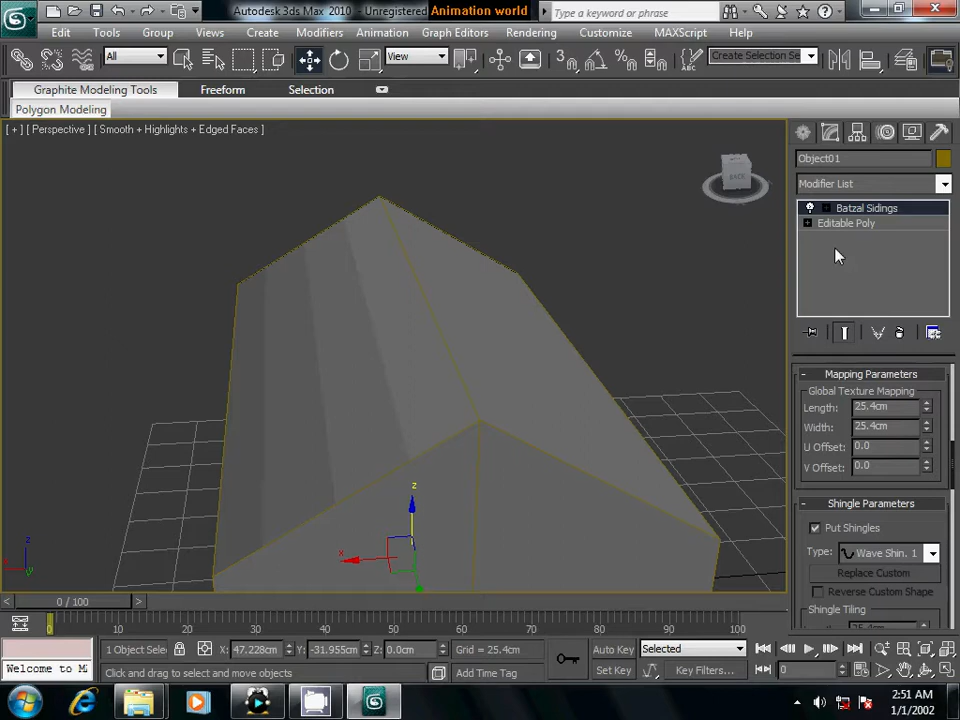 Autodesk 3ds Max 2010 - Unregistered Animation world
Type a keyword or phrase
Edit Tools Group Views Create Modifiers Animation Graph Editors Rendering Customize MAXScript Help
All View Create Selection Se
Graphite Modeling Tools Freeform Selection
Polygon Modeling
[ + ] [ Perspective ] [ Smooth + Highlights + Edged Faces ]
BACK
Object01
Modifier List
Batzal Sidings
Editable Poly
Mapping Parameters
Global Texture Mapping
Length: 25.4cm
Width: 25.4cm
U Offset: 0.0
V Offset: 0.0
Shingle Parameters
Put Shingles
Type: Wave Shin. 1
Replace Custom
Reverse Custom Shape
Shingle Tiling
z
x
z
y
0 / 100
0 10 20 30 40 50 60 70 80 90 100
1 Object Selec X: 47.228cm Y: -31.955cm Z: 0.0cm Grid = 25.4cm Auto Key Selected
Welcome to M Click and drag to select and move objects Add Time Tag Set Key Key Filters... 0
2:51 AM
1/1/2002